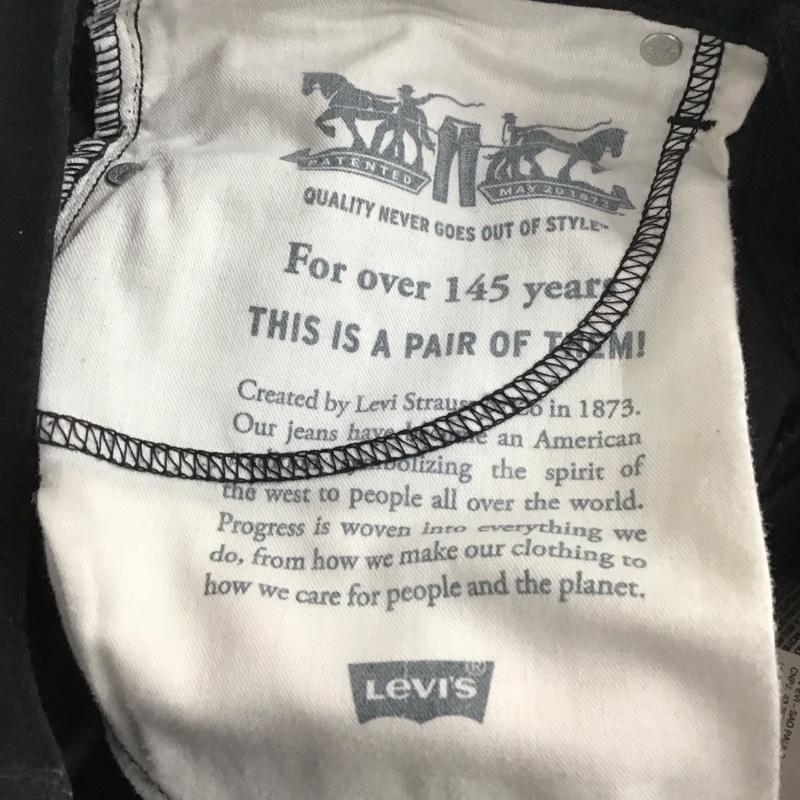 PATENTED
MAY 20 1873
QUALITY NEVER GOES OUT OF STYLE™
For over 145 years
THIS IS A PAIR OF THEM!
Created by Levi Strauss Co in 1873.
Our jeans have become an American
symbolizing the spirit of
the west to people all over the world.
Progress is woven into everything we
do, from how we make our clothing to
how we care for people and the planet.
LEVI'S®